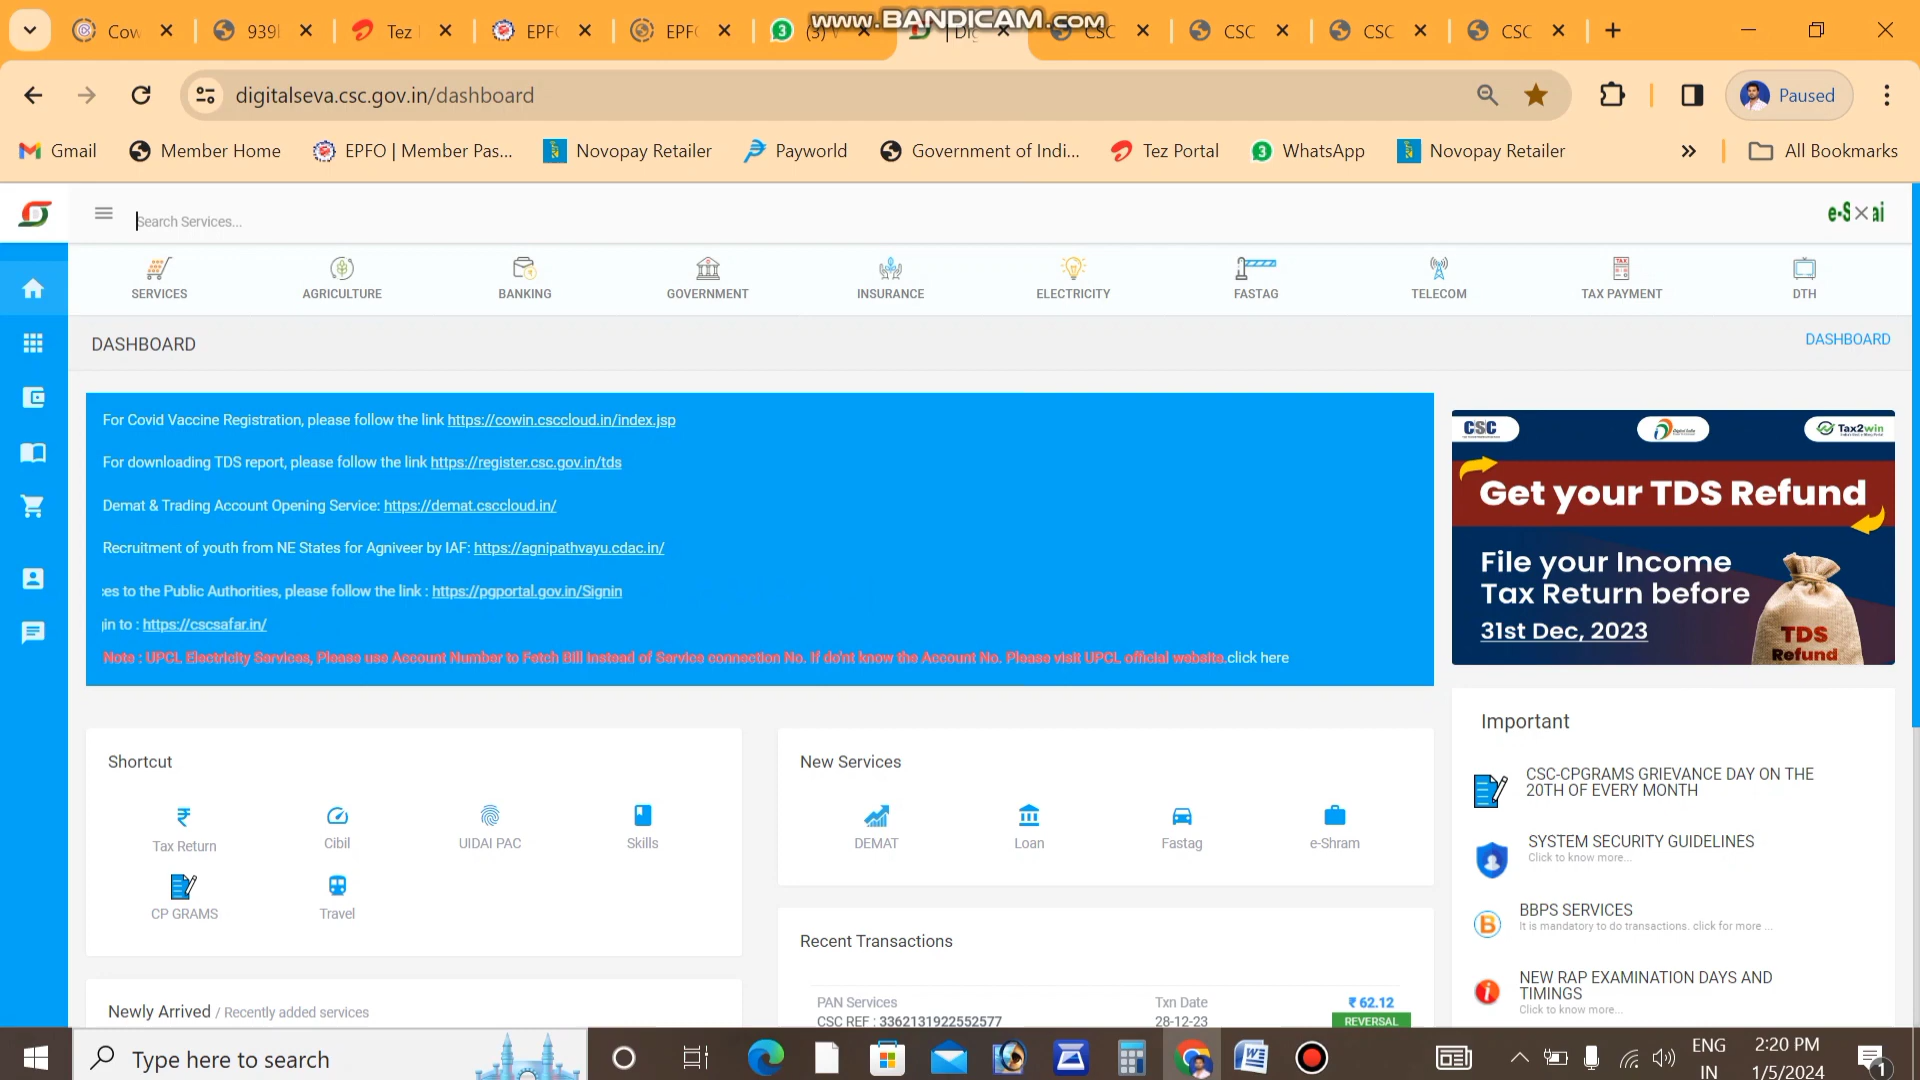 www.BANDICAM.com
Cow
939
Tez
EPFO
EPF
CSC
CSC
CSC
CSC
digitalseva.csc.gov.in/dashboard
Paused
Gmail
Member Home
EPFO | Member Pas...
Novopay Retailer
Payworld
Government of Indi...
Tez Portal
3 WhatsApp
Novopay Retailer
All Bookmarks
Search Services...
SERVICES
AGRICULTURE
BANKING
GOVERNMENT
INSURANCE
ELECTRICITY
FASTAG
TELECOM
TAX PAYMENT
DTH
DASHBOARD
DASHBOARD
For Covid Vaccine Registration, please follow the link https://cowin.csccloud.in/index.jsp
For downloading TDS report, please follow the link https://register.csc.gov.in/tds
Demat & Trading Account Opening Service: https://demat.csccloud.in/
Recruitment of youth from NE States for Agniveer by IAF: https://agnipathvayu.cdac.in/
es to the Public Authorities, please follow the link : https://pgportal.gov.in/Signin
in to : https://cscsafar.in/
Note : UPCL Electricity Services, Please use Account Number to Fetch Bill instead of Service connection No. If do'nt know the Account No. Please visit UPCL official website.click here
CSC
Digital India
Tax2win
Get your TDS Refund
File your Income
Tax Return before
31st Dec, 2023
TDS
Refund
Shortcut
Tax Return
Cibil
UIDAI PAC
Skills
CP GRAMS
Travel
New Services
DEMAT
Loan
Fastag
e-Shram
Important
CSC-CPGRAMS GRIEVANCE DAY ON THE
20TH OF EVERY MONTH
SYSTEM SECURITY GUIDELINES
Click to know more...
BBPS SERVICES
It is mandatory to do transactions. click for more ...
NEW RAP EXAMINATION DAYS AND
TIMINGS
Click to know more...
Recent Transactions
PAN Services
CSC REF : 3362131922552577
Txn Date
28-12-23
₹ 62.12
REVERSAL
Newly Arrived / Recently added services
Type here to search
ENG
IN
2:20 PM
1/5/2024
1